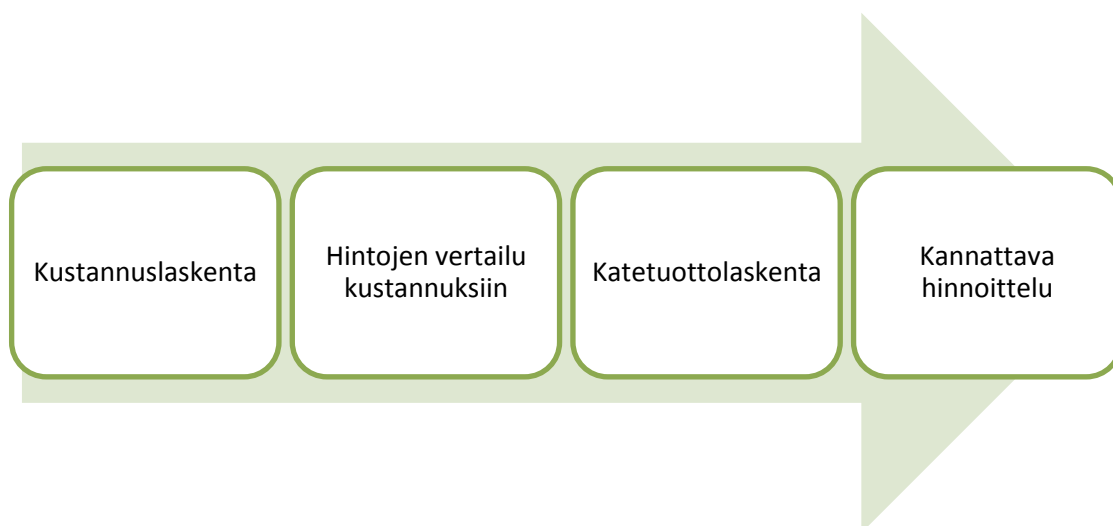 Kustannuslaskenta
Hintojen vertailu
kustannuksiin
Katetuottolaskenta
Kannattava
hinnoittelu